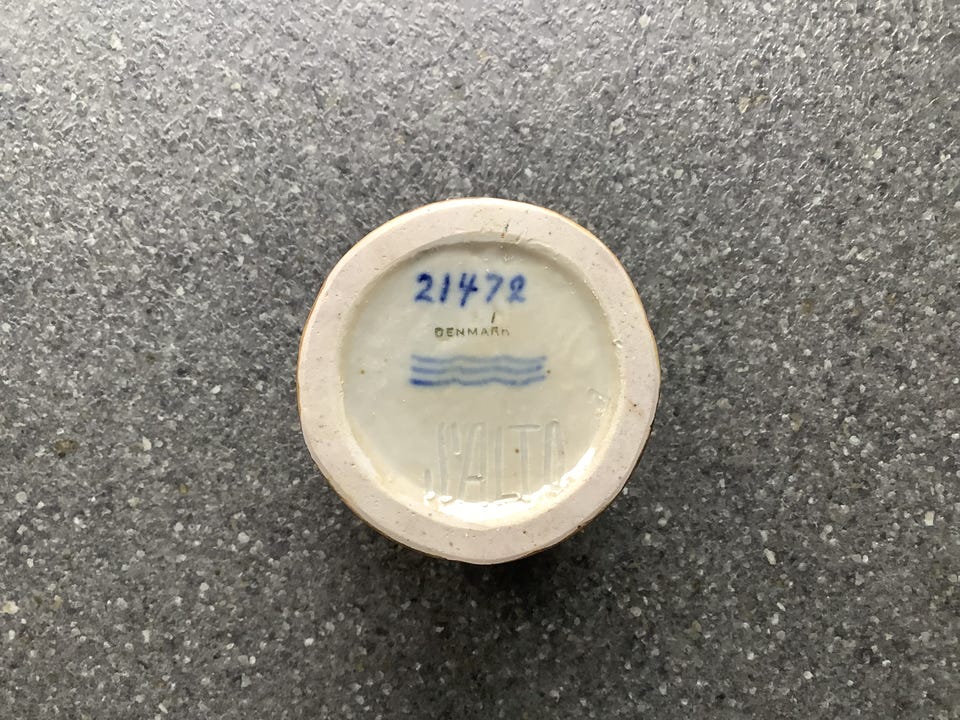 21472
DENMARK
SALTO